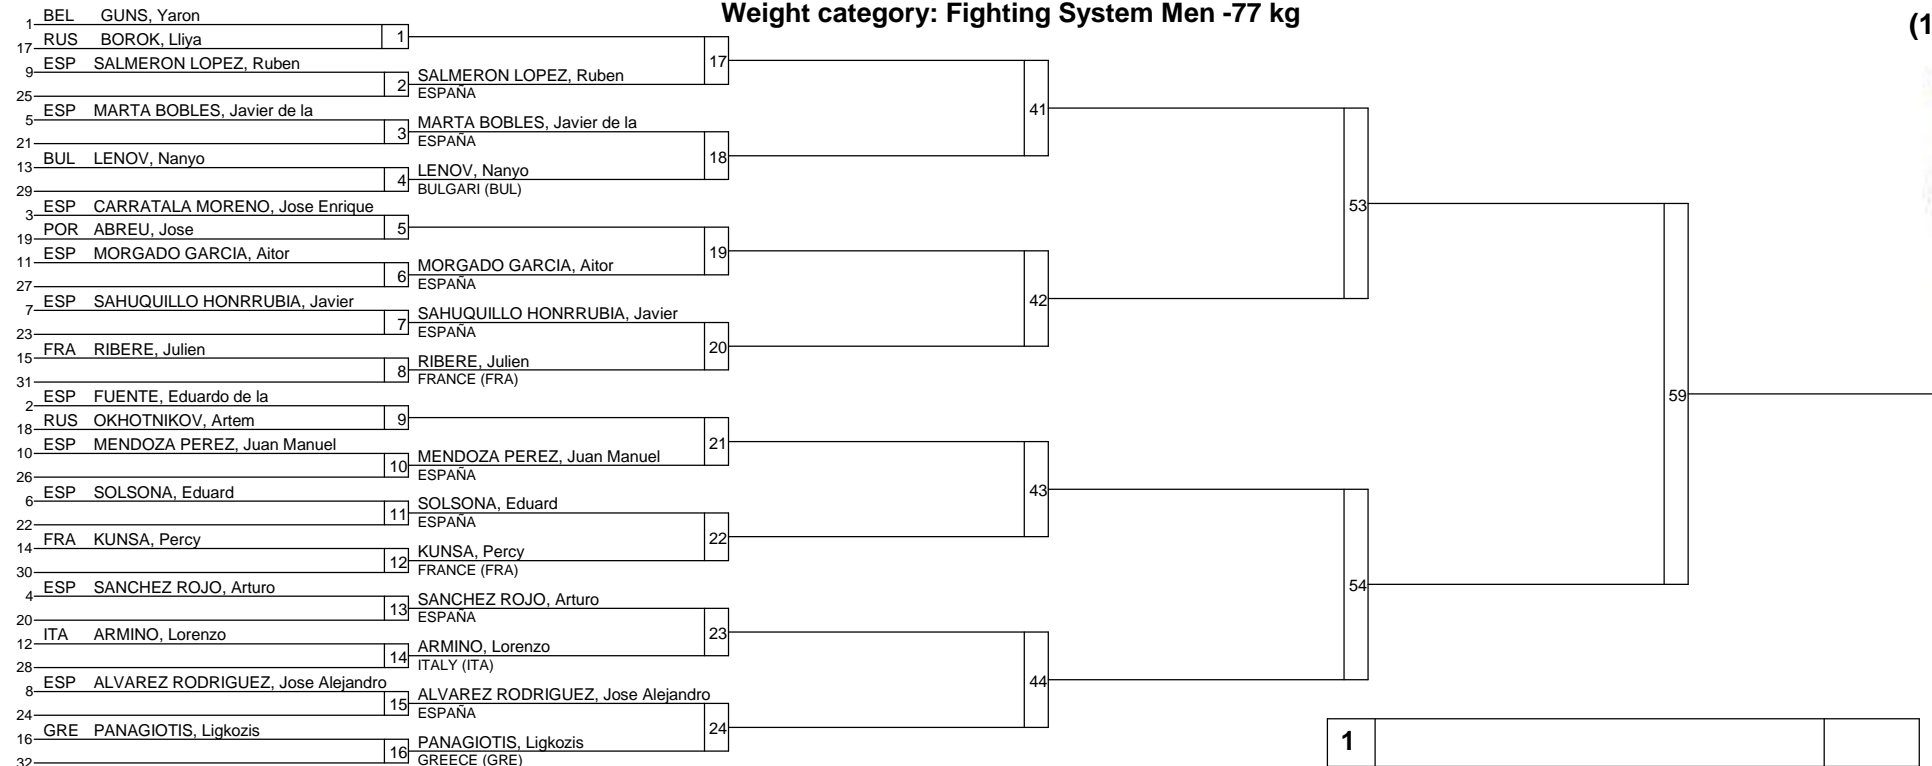 Weight category: Fighting System Men -77 kg
(1
1 BEL GUNS, Yaron
17 RUS BOROK, Lliya
1
9 ESP SALMERON LOPEZ, Ruben
25
2
SALMERON LOPEZ, Ruben
ESPAÑA
17
5 ESP MARTA BOBLES, Javier de la
21
3
MARTA BOBLES, Javier de la
ESPAÑA
13 BUL LENOV, Nanyo
29
4
LENOV, Nanyo
BULGARI (BUL)
18
41
3 ESP CARRATALA MORENO, Jose Enrique
19 POR ABREU, Jose
5
11 ESP MORGADO GARCIA, Aitor
27
6
MORGADO GARCIA, Aitor
ESPAÑA
19
7 ESP SAHUQUILLO HONRRUBIA, Javier
23
7
SAHUQUILLO HONRRUBIA, Javier
ESPAÑA
15 FRA RIBERE, Julien
31
8
RIBERE, Julien
FRANCE (FRA)
20
42
53
2 ESP FUENTE, Eduardo de la
18 RUS OKHOTNIKOV, Artem
9
10 ESP MENDOZA PEREZ, Juan Manuel
26
10
MENDOZA PEREZ, Juan Manuel
ESPAÑA
21
6 ESP SOLSONA, Eduard
22
11
SOLSONA, Eduard
ESPAÑA
14 FRA KUNSA, Percy
30
12
KUNSA, Percy
FRANCE (FRA)
22
43
4 ESP SANCHEZ ROJO, Arturo
20
13
SANCHEZ ROJO, Arturo
ESPAÑA
12 ITA ARMINO, Lorenzo
28
14
ARMINO, Lorenzo
ITALY (ITA)
23
8 ESP ALVAREZ RODRIGUEZ, Jose Alejandro
24
15
ALVAREZ RODRIGUEZ, Jose Alejandro
ESPAÑA
16 GRE PANAGIOTIS, Ligkozis
32
16
PANAGIOTIS, Ligkozis
GREECE (GRE)
24
44
54
59
1